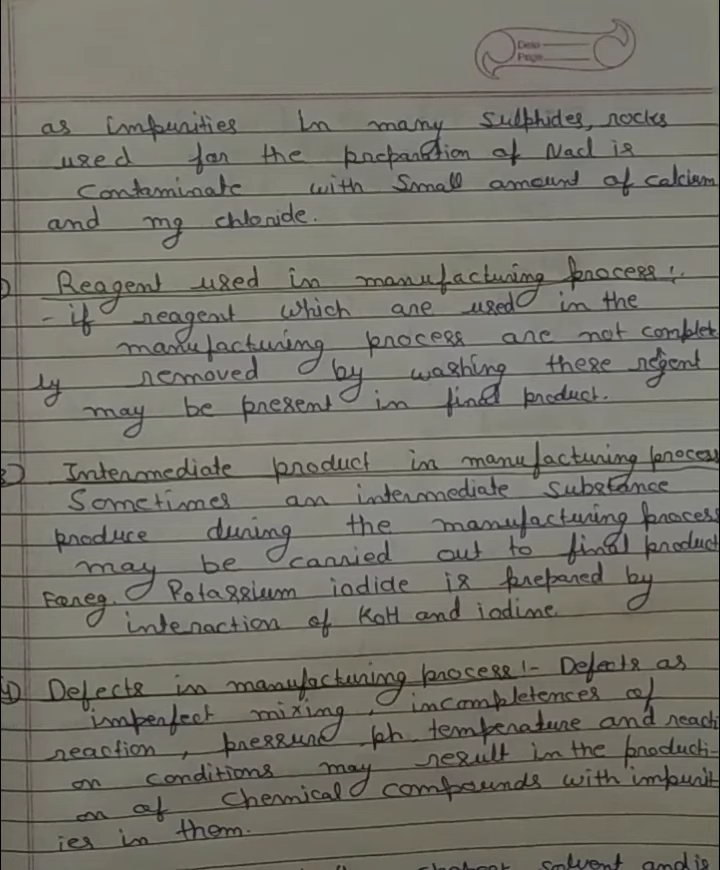 Date
Page
as impurities in many sulphides, rocks
used for the preparation of Nacl is
contaminate with small amount of calcium
and mg chloride.
Reagent used in manufacturing process :-
- if reagent which are used in the
manufacturing process are not complet
ly removed by washing these regent
may be present in final product.
3) Intermediate product in manufacturing process
Sometimes an intermediate substance
produce during the manufacturing process
may be carried out to final product
Foreg. Potassium iodide is prepared by
interaction of KoH and iodine.
4) Defects in manufacturing process :- Defects as
imperfect mixing, incompletences of
reaction, pressure ph temperature and reacti
on conditions may result in the producti-
on of chemical compounds with impurit
ies in them.
solvent and is